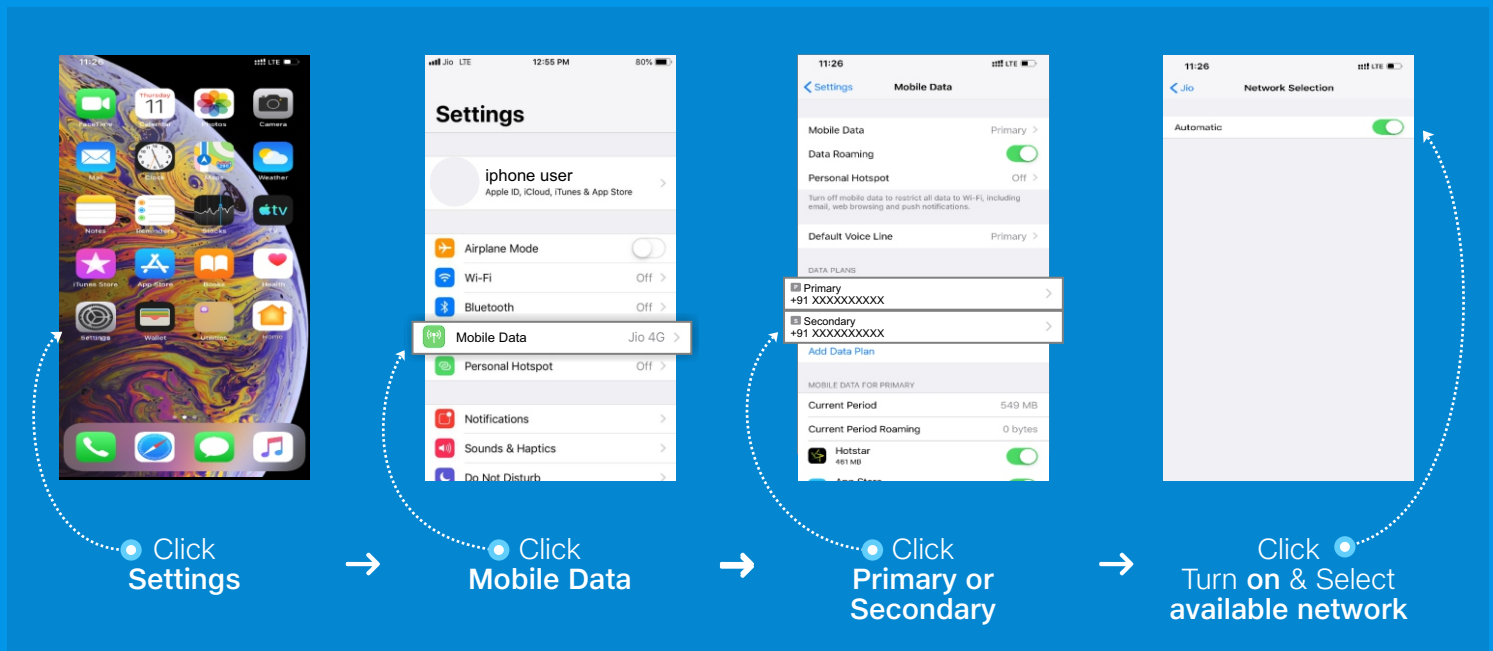 11:26
LTE
Thursday
11
FaceTime
Calendar
Photos
Camera
Mail
Clock
Maps
Weather
tv
Notes
Reminders
Stocks
iTunes Store
App Store
Books
Health
Settings
Wallet
Utilities
Home
Jio LTE
12:55 PM
80%
Settings
iphone user
Apple ID, iCloud, iTunes & App Store
Airplane Mode
Wi-Fi
Off
Bluetooth
Off
Mobile Data
Jio 4G
Personal Hotspot
Off
Notifications
Sounds & Haptics
Do Not Disturb
11:26
LTE
Settings
Mobile Data
Mobile Data
Primary
Data Roaming
Personal Hotspot
Off
Turn off mobile data to restrict all data to Wi-Fi, including
email, web browsing and push notifications.
Default Voice Line
Primary
DATA PLANS
P Primary
+91 XXXXXXXXXX
S Secondary
+91 XXXXXXXXXX
Add Data Plan
MOBILE DATA FOR PRIMARY
Current Period
549 MB
Current Period Roaming
0 bytes
Hotstar
461 MB
App Store
11:26
LTE
Jio
Network Selection
Automatic
Click
Settings
Click
Mobile Data
Click
Primary or
Secondary
Click
Turn on & Select
available network